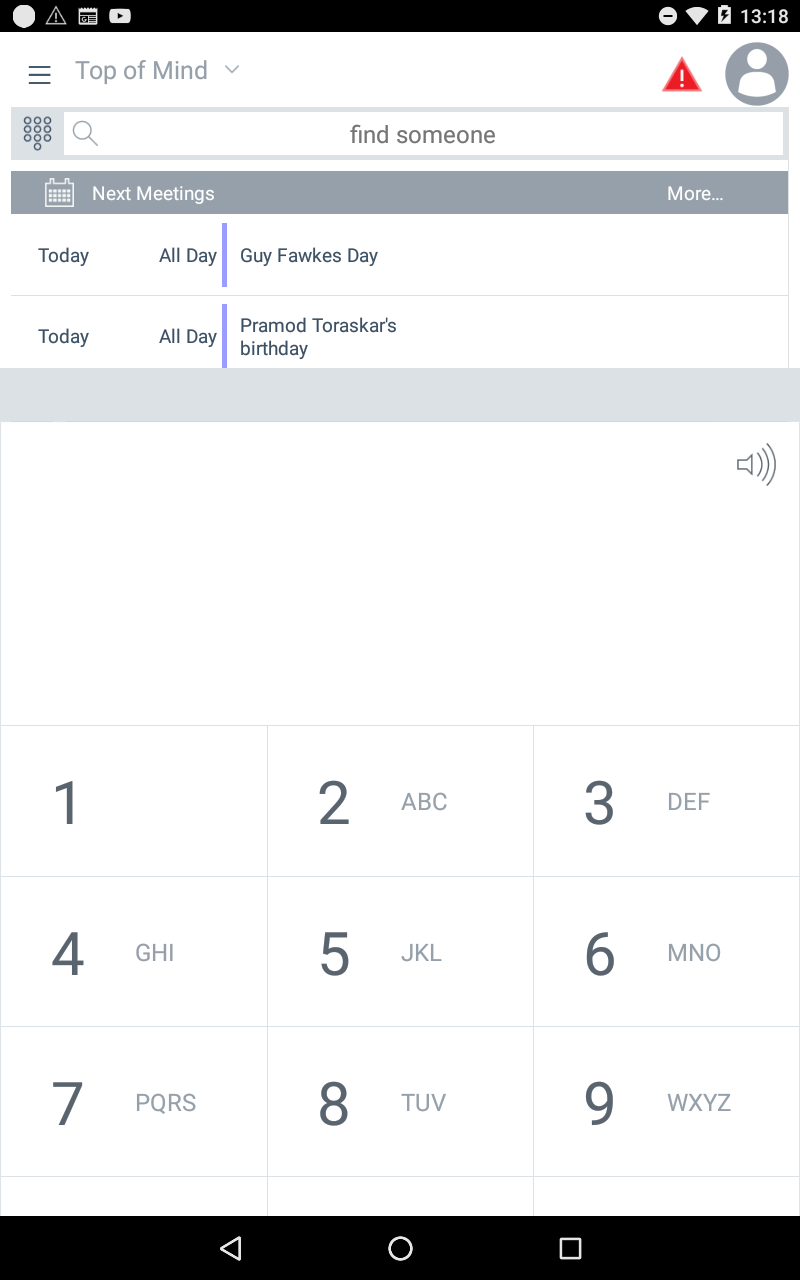 13:18
Top of Mind
find someone
Next Meetings More...
Today All Day Guy Fawkes Day
Today All Day Pramod Toraskar's
birthday
1 2 ABC 3 DEF
4 GHI 5 JKL 6 MNO
7 PQRS 8 TUV 9 WXYZ